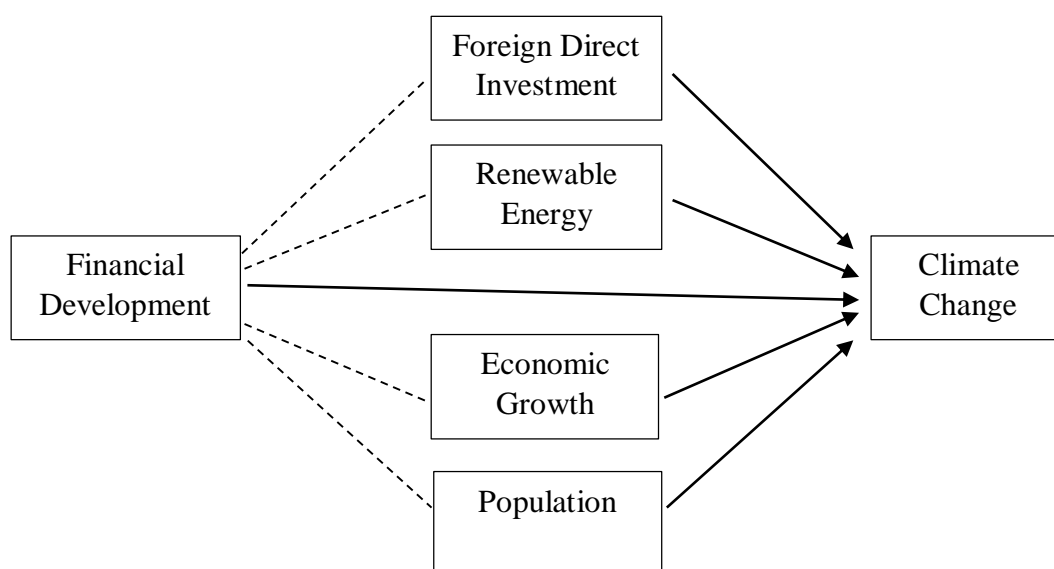 Foreign Direct
Investment
Renewable
Energy
Financial
Development
Climate
Change
Economic
Growth
Population